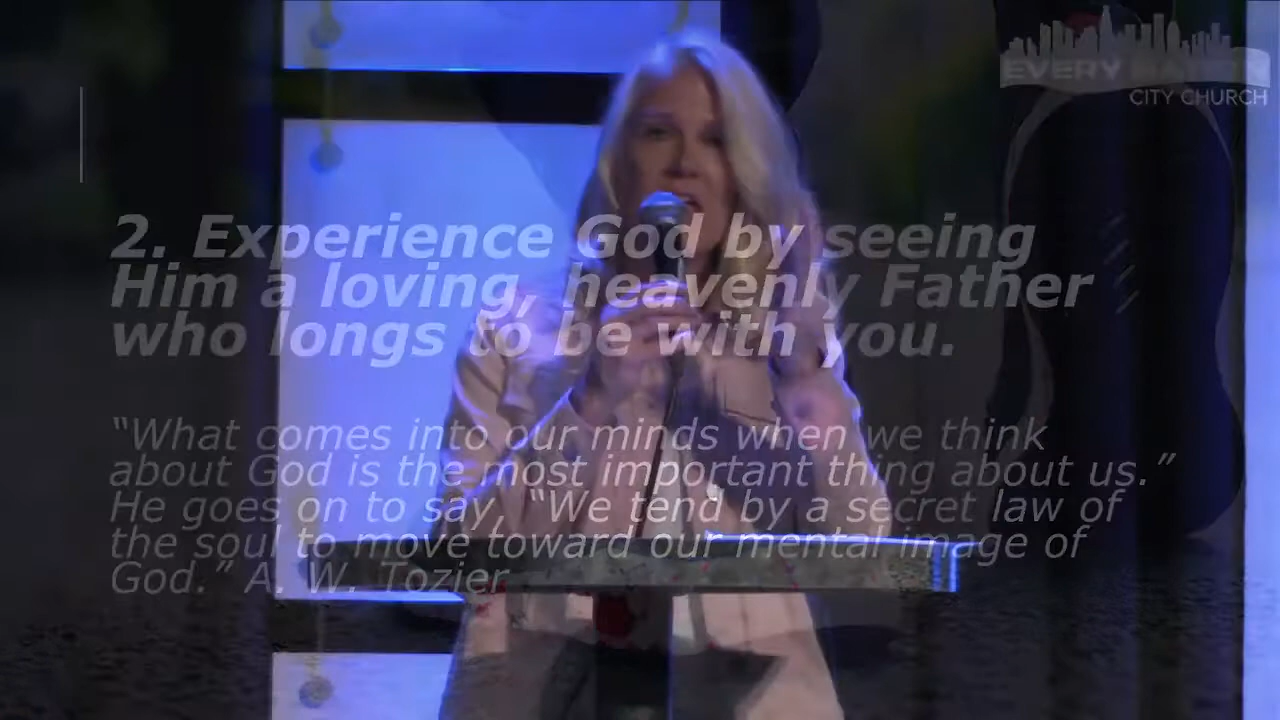 EVERY NATION
CITY CHURCH
2. Experience God by seeing
Him a loving, heavenly Father
who longs to be with you.
“What comes into our minds when we think
about God is the most important thing about us.”
He goes on to say, “We tend by a secret law of
the soul to move toward our mental image of
God.” A. W. Tozier